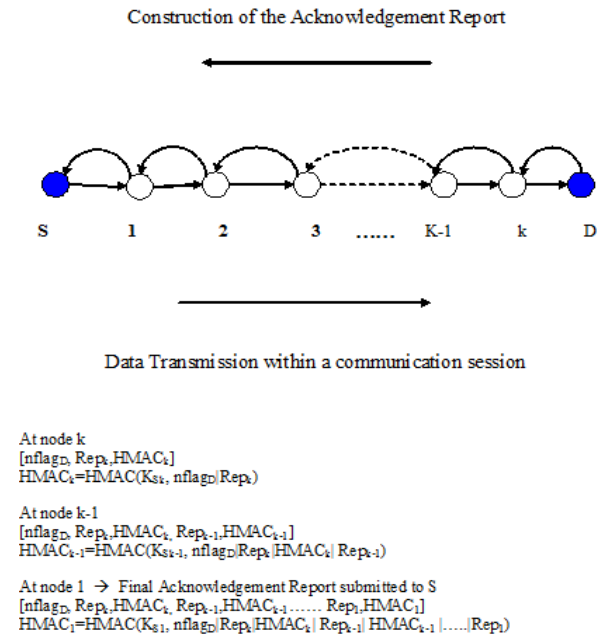 Construction of the Acknowledgement Report
S 1 2 3 ...... K-1 k D
Data Transmission within a communication session
At node k
[nflagD, Repk,HMACk]
HMACk=HMAC(KSk, nflagD|Repk)
At node k-1
[nflagD, Repk,HMACk, Repk-1,HMACk-1]
HMACk-1=HMAC(KSk-1, nflagD|Repk|HMACk| Repk-1)
At node 1 → Final Acknowledgement Report submitted to S
[nflagD, Repk,HMACk, Repk-1,HMACk-1...... Rep1,HMAC1]
HMAC1=HMAC(KS1, nflagD|Repk|HMACk| Repk-1| HMACk-1|.....|Rep1)